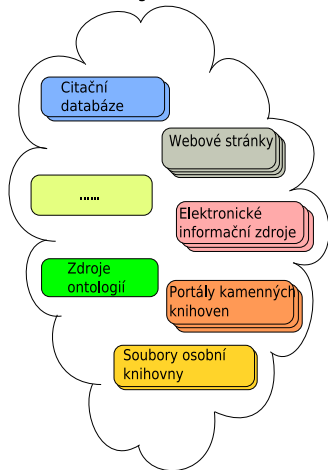 Citační
databáze
Webové stránky
......
Elektronické
informační zdroje
Zdroje
ontologií
Portály kamenných
knihoven
Soubory osobní
knihovny